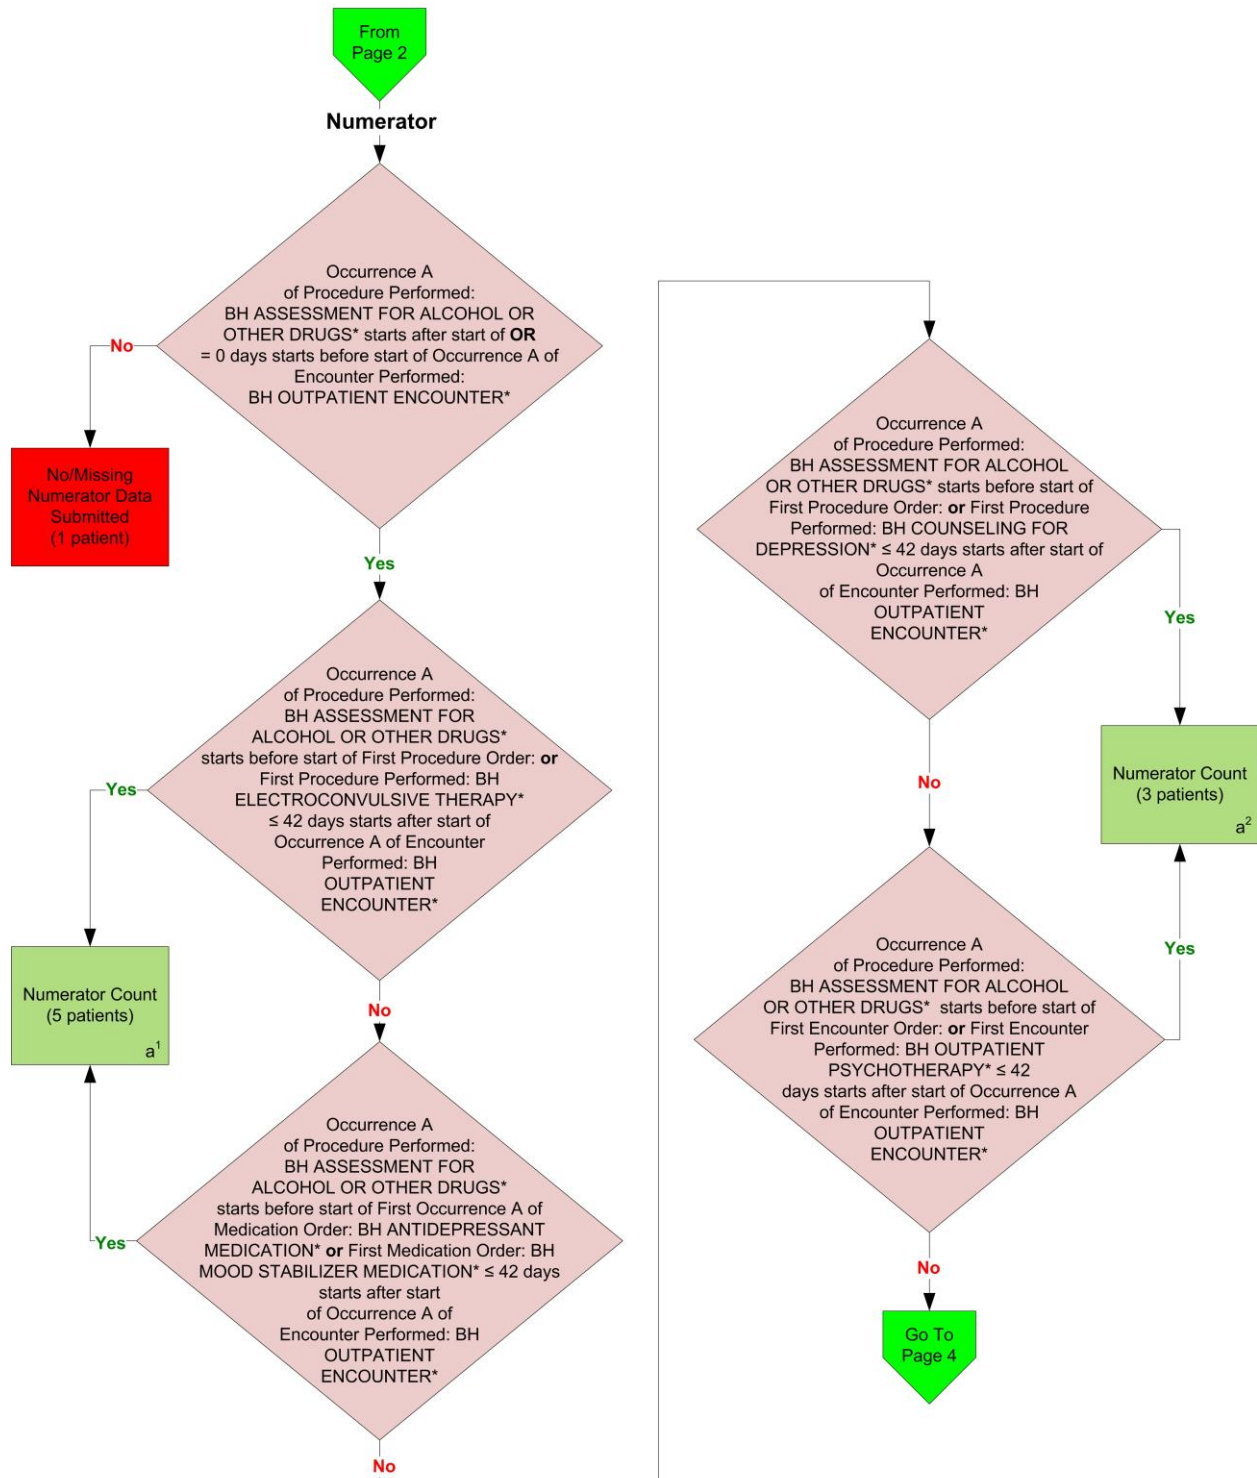 From
Page 2
Numerator
Occurrence A
of Procedure Performed:
BH ASSESSMENT FOR ALCOHOL OR
OTHER DRUGS* starts after start of OR
= 0 days starts before start of Occurrence A of
Encounter Performed:
BH OUTPATIENT ENCOUNTER*
No
No/Missing
Numerator Data
Submitted
(1 patient)
Yes
Occurrence A
of Procedure Performed:
BH ASSESSMENT FOR
ALCOHOL OR OTHER DRUGS*
starts before start of First Procedure Order: or
First Procedure Performed: BH
ELECTROCONVULSIVE THERAPY*
≤ 42 days starts after start of
Occurrence A of Encounter
Performed: BH
OUTPATIENT
ENCOUNTER*
Yes
Numerator Count
(5 patients)
a¹
No
Occurrence A
of Procedure Performed:
BH ASSESSMENT FOR
ALCOHOL OR OTHER DRUGS*
starts before start of First Occurrence A of
Medication Order: BH ANTIDEPRESSANT
MEDICATION* or First Medication Order: BH
MOOD STABILIZER MEDICATION* ≤ 42 days
starts after start
of Occurrence A of
Encounter Performed: BH
OUTPATIENT
ENCOUNTER*
Yes
No
Occurrence A
of Procedure Performed:
BH ASSESSMENT FOR ALCOHOL
OR OTHER DRUGS* starts before start of
First Procedure Order: or First Procedure
Performed: BH COUNSELING FOR
DEPRESSION* ≤ 42 days starts after start of
Occurrence A
of Encounter Performed: BH
OUTPATIENT
ENCOUNTER*
Yes
Numerator Count
(3 patients)
a²
No
Occurrence A
of Procedure Performed:
BH ASSESSMENT FOR ALCOHOL
OR OTHER DRUGS* starts before start of
First Encounter Order: or First Encounter
Performed: BH OUTPATIENT
PSYCHOTHERAPY* ≤ 42
days starts after start of Occurrence A
of Encounter Performed: BH
OUTPATIENT
ENCOUNTER*
Yes
No
Go To
Page 4